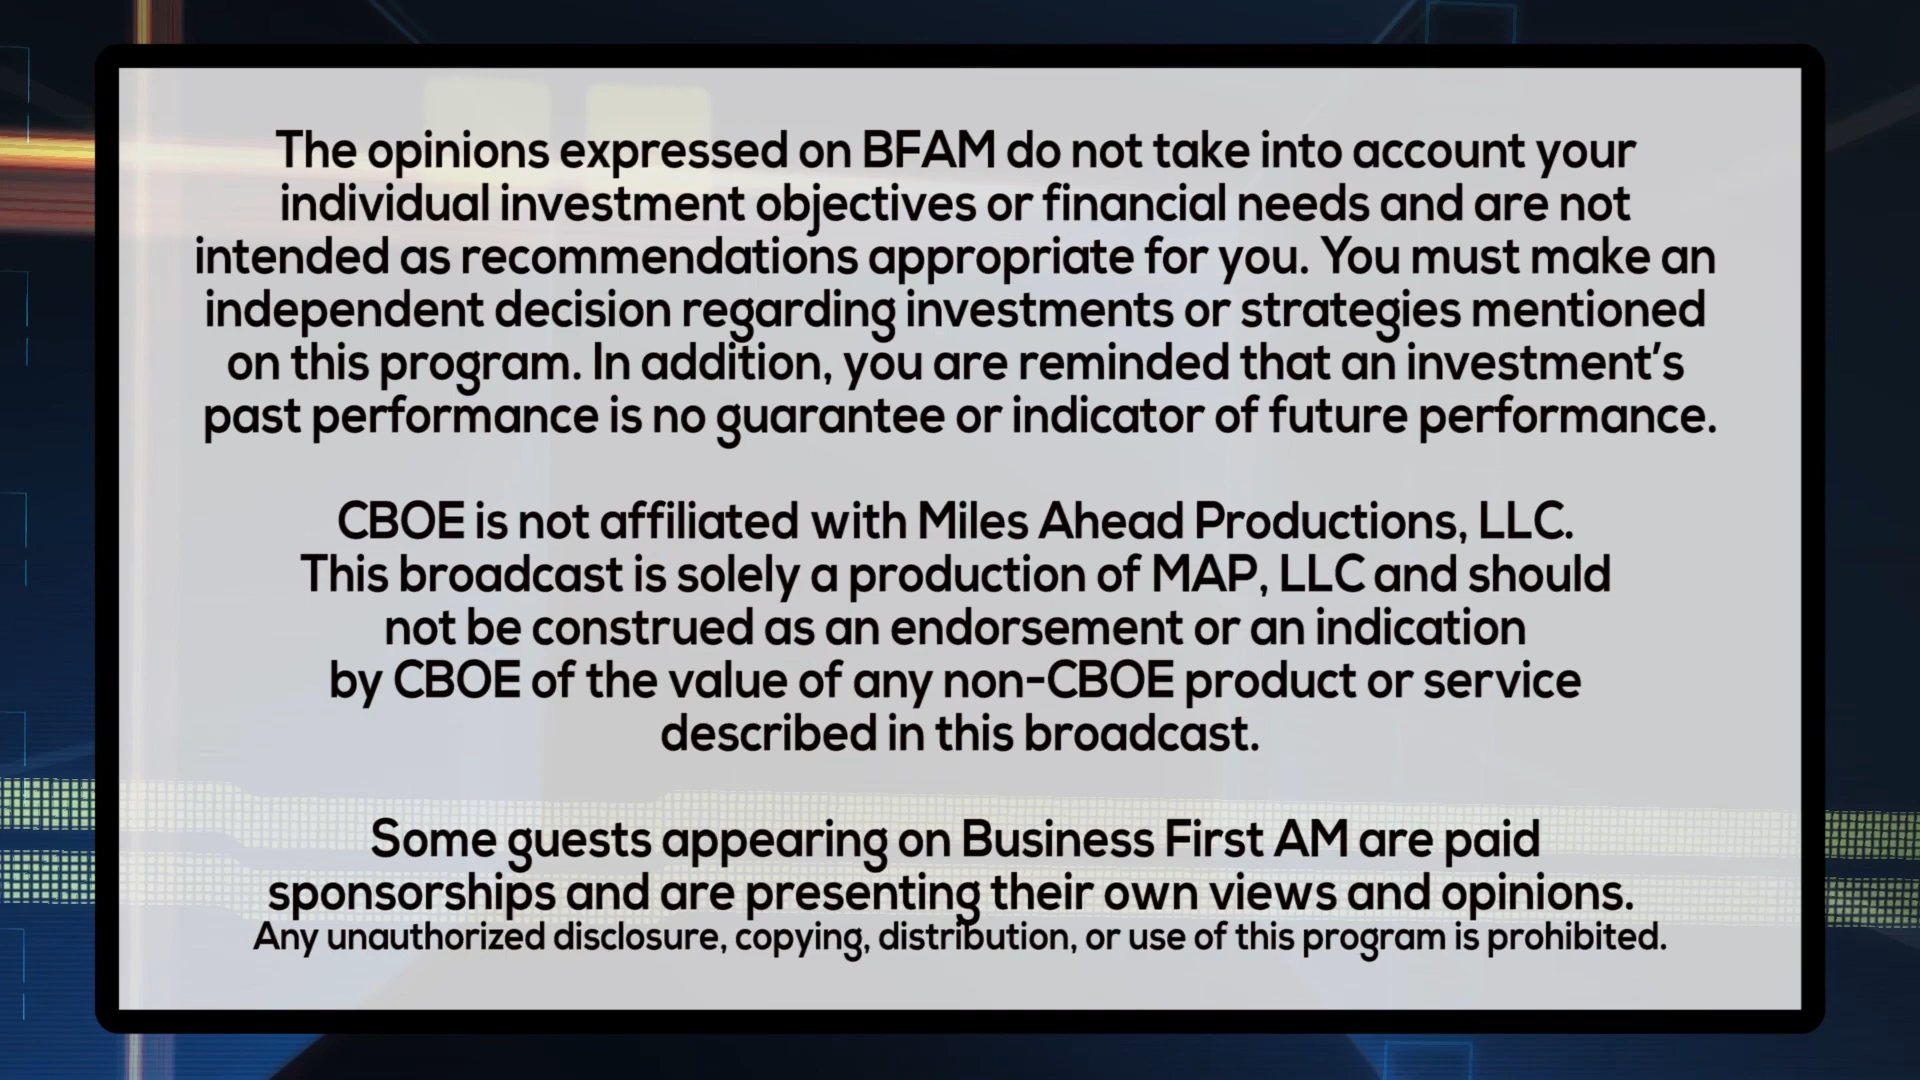 The opinions expressed on BFAM do not take into account your
individual investment objectives or financial needs and are not
intended as recommendations appropriate for you. You must make an
independent decision regarding investments or strategies mentioned
on this program. In addition, you are reminded that an investment’s
past performance is no guarantee or indicator of future performance.
CBOE is not affiliated with Miles Ahead Productions, LLC.
This broadcast is solely a production of MAP, LLC and should
not be construed as an endorsement or an indication
by CBOE of the value of any non-CBOE product or service
described in this broadcast.
Some guests appearing on Business First AM are paid
sponsorships and are presenting their own views and opinions.
Any unauthorized disclosure, copying, distribution, or use of this program is prohibited.